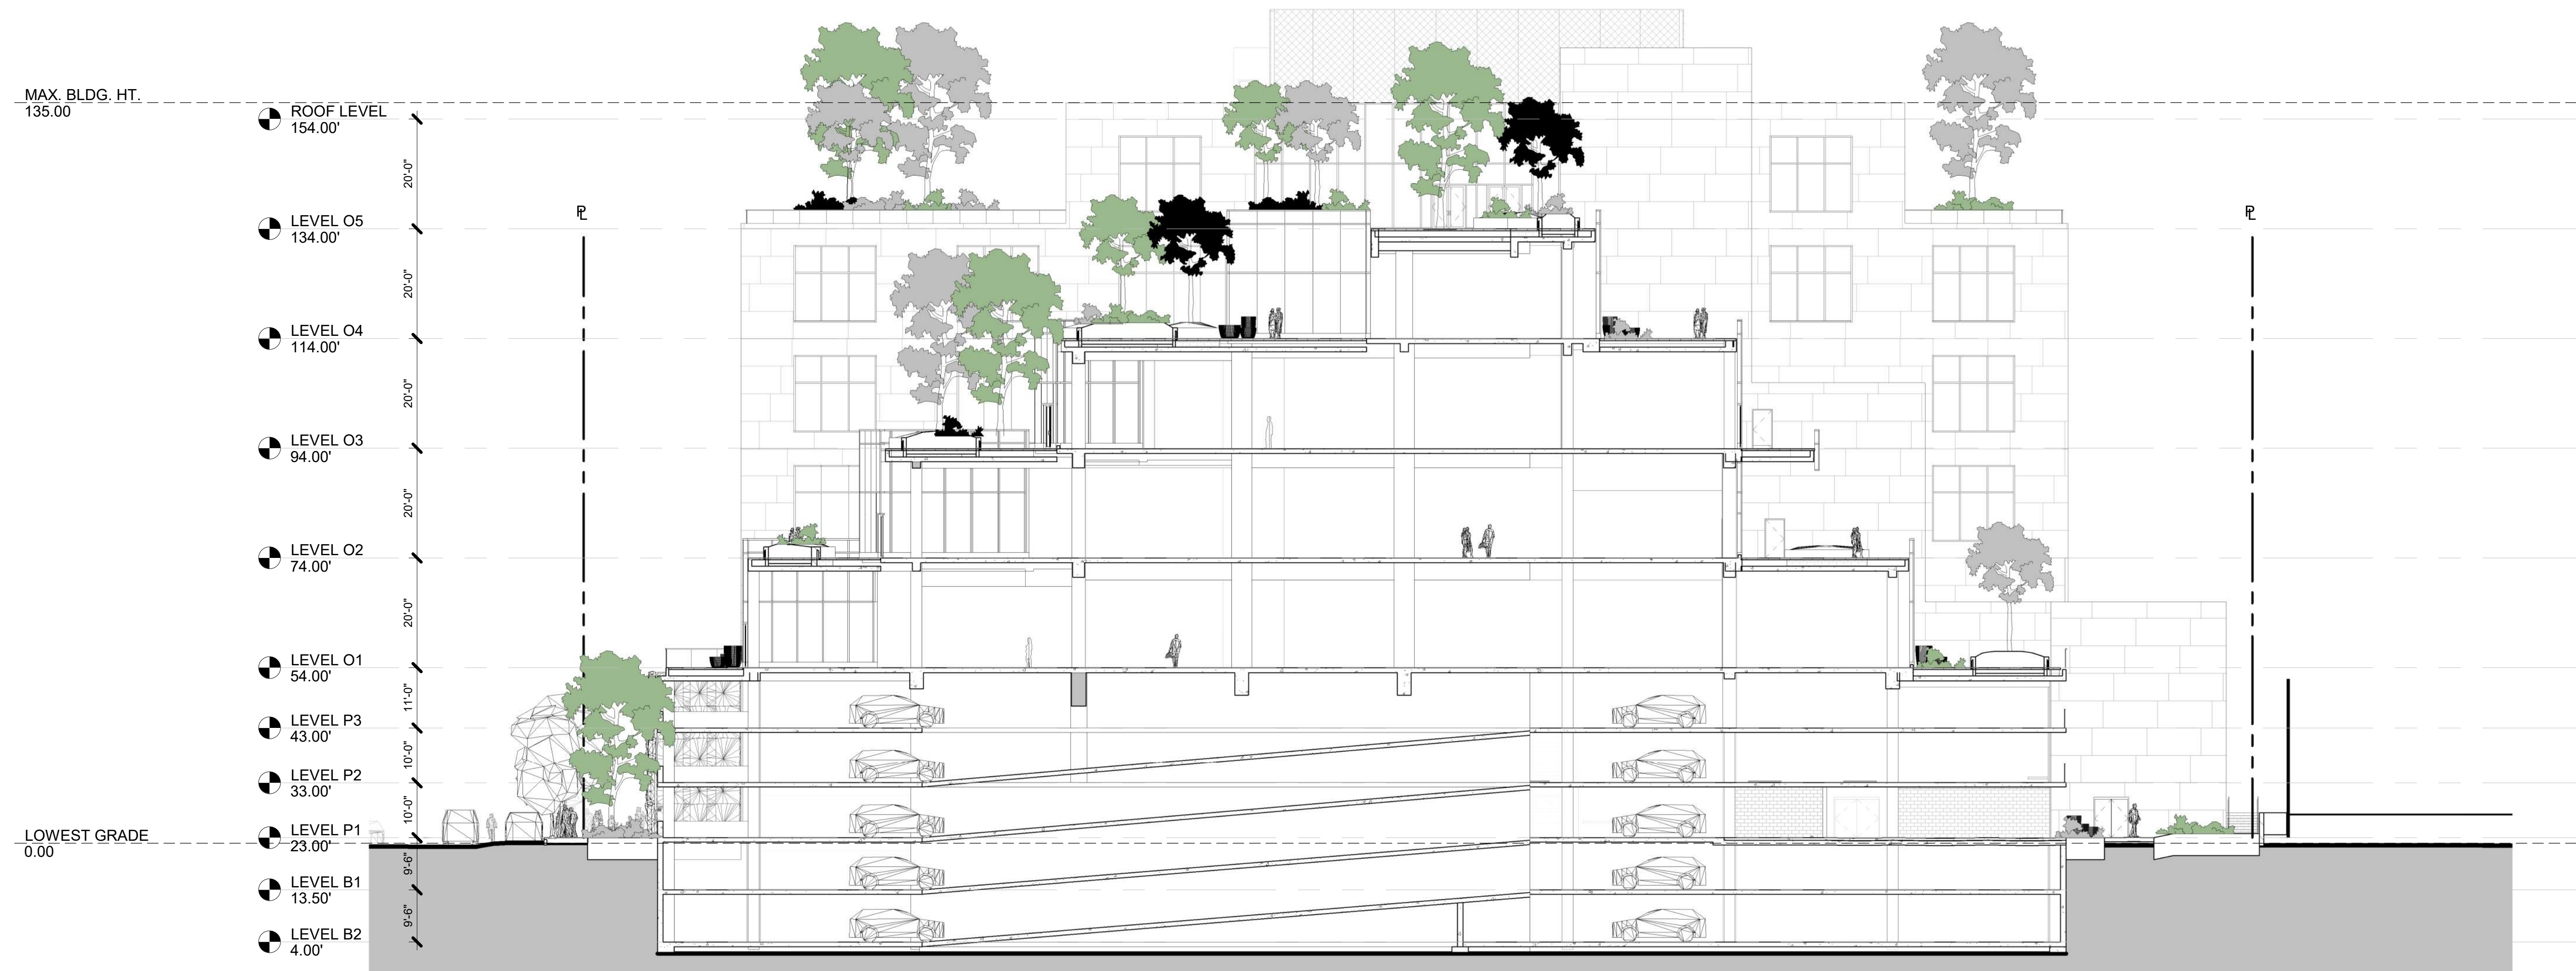 MAX. BLDG. HT.
135.00
ROOF LEVEL
154.00'
20'-0"
LEVEL O5
134.00'
20'-0"
LEVEL O4
114.00'
20'-0"
LEVEL O3
94.00'
20'-0"
LEVEL O2
74.00'
20'-0"
LEVEL O1
54.00'
11'-0"
LEVEL P3
43.00'
10'-0"
LEVEL P2
33.00'
10'-0"
LOWEST GRADE
0.00
LEVEL P1
23.00'
9'-6"
LEVEL B1
13.50'
9'-6"
LEVEL B2
4.00'
PL
PL